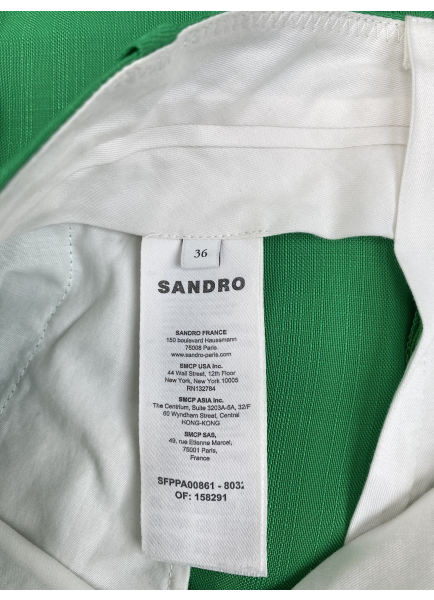 36
SANDRO
SANDRO FRANCE
150 boulevard Haussmann
75008 Paris
www.sandro-paris.com
SMCP USA Inc.
44 Wall Street, 12th Floor
New York, New York 10005
RN132784
SMCP ASIA Inc.
The Centrium, Suite 3203A-5A, 32/F
60 Wyndham Street, Central
HONG-KONG
SMCP SAS,
49, rue Etienne Marcel,
75001 Paris,
France
SFPPA00861 - 803
OF: 158291